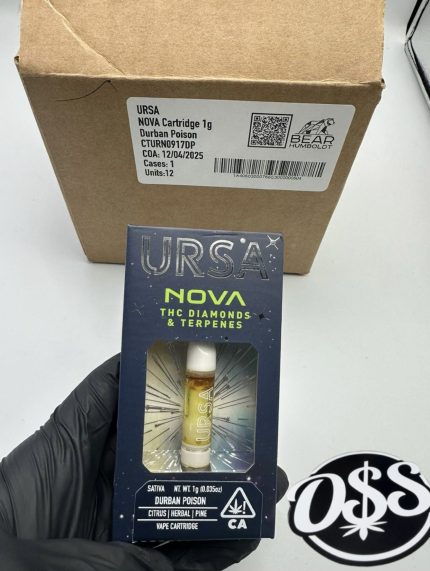 URSA
NOVA Cartridge 1g
Durban Poison
CTURN0917DP
COA: 12/04/2025
Cases: 1
Units:12
BEAR
HUMBOLDT
URSA
NOVA
THC DIAMONDS
& TERPENES
URSA
SATIVA NT. WT. 1g (0.035oz)
DURBAN POISON
CITRUS | HERBAL | PINE
VAPE CARTRIDGE
CA
O$S